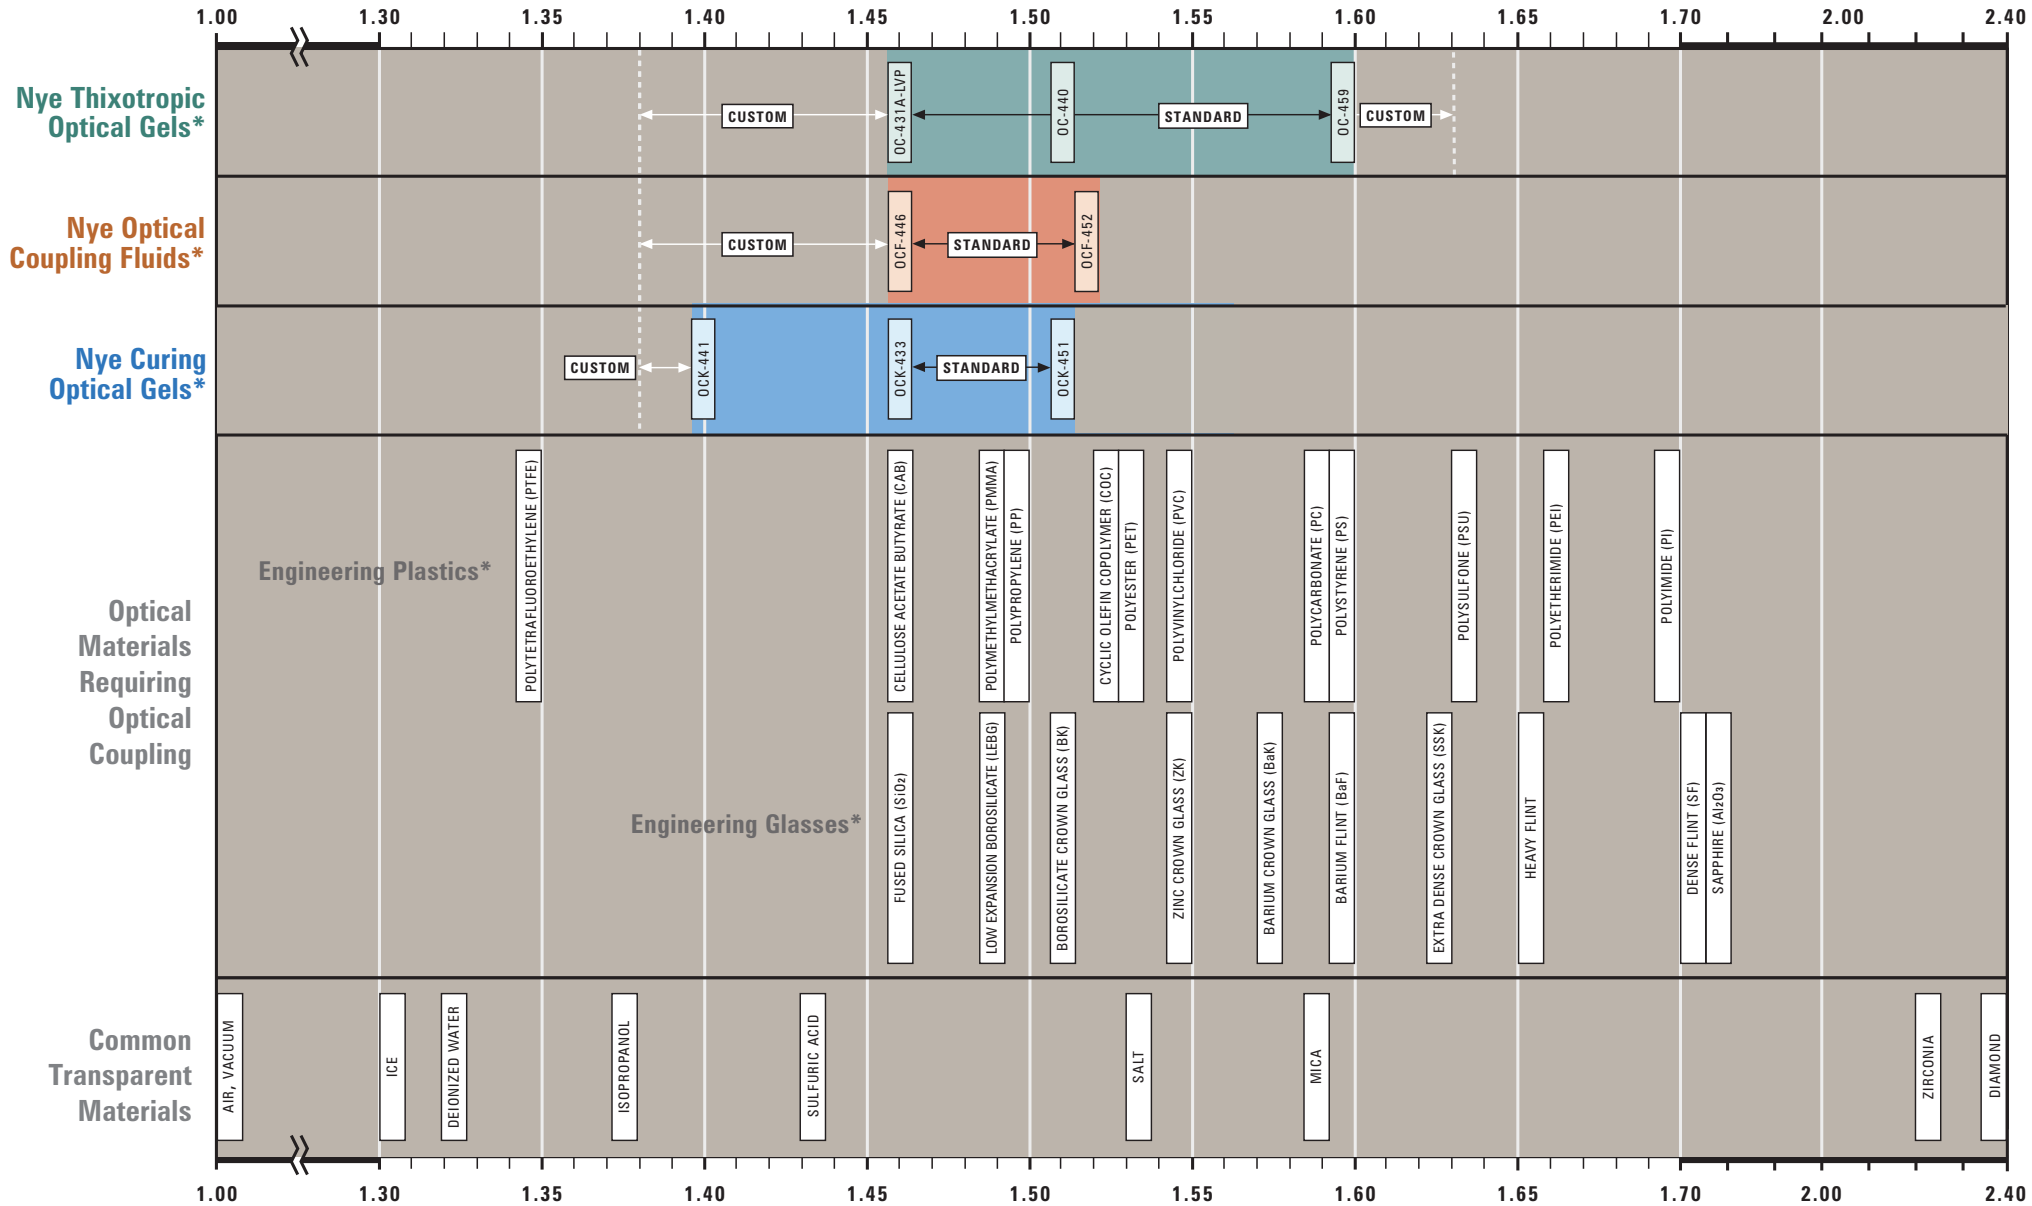 1.00 1.30 1.35 1.40 1.45 1.50 1.55 1.60 1.65 1.70 2.00 2.40
Nye Thixotropic
Optical Gels*
CUSTOM
OC-431A-LVP
OC-440
STANDARD
OC-459
CUSTOM
Nye Optical
Coupling Fluids*
CUSTOM
OCF-446
STANDARD
OCF-452
Nye Curing
Optical Gels*
CUSTOM
OCK-441
OCK-433
STANDARD
OCK-451
Optical
Materials
Requiring
Optical
Coupling
Engineering Plastics*
POLYTETRAFLUOROETHYLENE (PTFE)
CELLULOSE ACETATE BUTYRATE (CAB)
POLYMETHYLMETHACRYLATE (PMMA)
POLYPROPYLENE (PP)
CYCLIC OLEFIN COPOLYMER (COC)
POLYESTER (PET)
POLYVINYLCHLORIDE (PVC)
POLYCARBONATE (PC)
POLYSTYRENE (PS)
POLYSULFONE (PSU)
POLYETHERIMIDE (PEI)
POLYIMIDE (PI)
Engineering Glasses*
FUSED SILICA (SiO2)
LOW EXPANSION BOROSILICATE (LEBG)
BOROSILICATE CROWN GLASS (BK)
ZINC CROWN GLASS (ZK)
BARIUM CROWN GLASS (BaK)
BARIUM FLINT (BaF)
EXTRA DENSE CROWN GLASS (SSK)
HEAVY FLINT
DENSE FLINT (SF)
SAPPHIRE (Al2O3)
Common
Transparent
Materials
AIR, VACUUM
ICE
DEIONIZED WATER
ISOPROPANOL
SULFURIC ACID
SALT
MICA
ZIRCONIA
DIAMOND
1.00 1.30 1.35 1.40 1.45 1.50 1.55 1.60 1.65 1.70 2.00 2.40